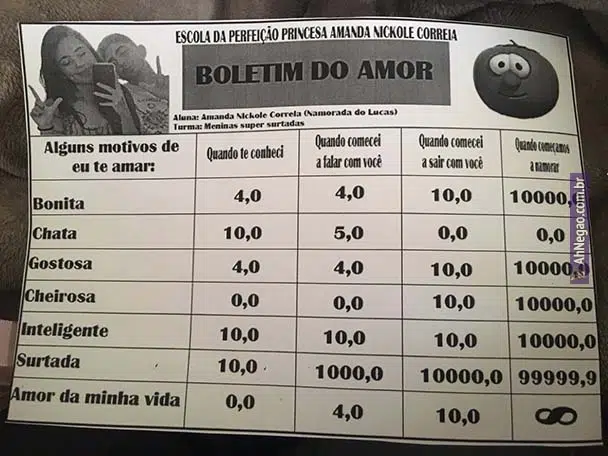 ESCOLA DA PERFEIÇÃO PRINCESA AMANDA NICKOLE CORREIA
BOLETIM DO AMOR
Aluna: Amanda Nickole Correia (Namorada do Lucas)
Turma: Meninas super surtadas
Alguns motivos de eu te amar: Quando te conheci Quando comecei a falar com você Quando comecei a sair com você Quando começamos a namorar
Bonita 4,0 4,0 10,0 10000,
Chata 10,0 5,0 0,0 0,0
Gostosa 4,0 4,0 10,0 10000,
Cheirosa 0,0 0,0 10,0 10000,0
Inteligente 10,0 10,0 10,0 10000,0
Surtada 10,0 1000,0 10000,0 99999,9
Amor da minha vida 0,0 4,0 10,0 ∞
AhNegao.com.br